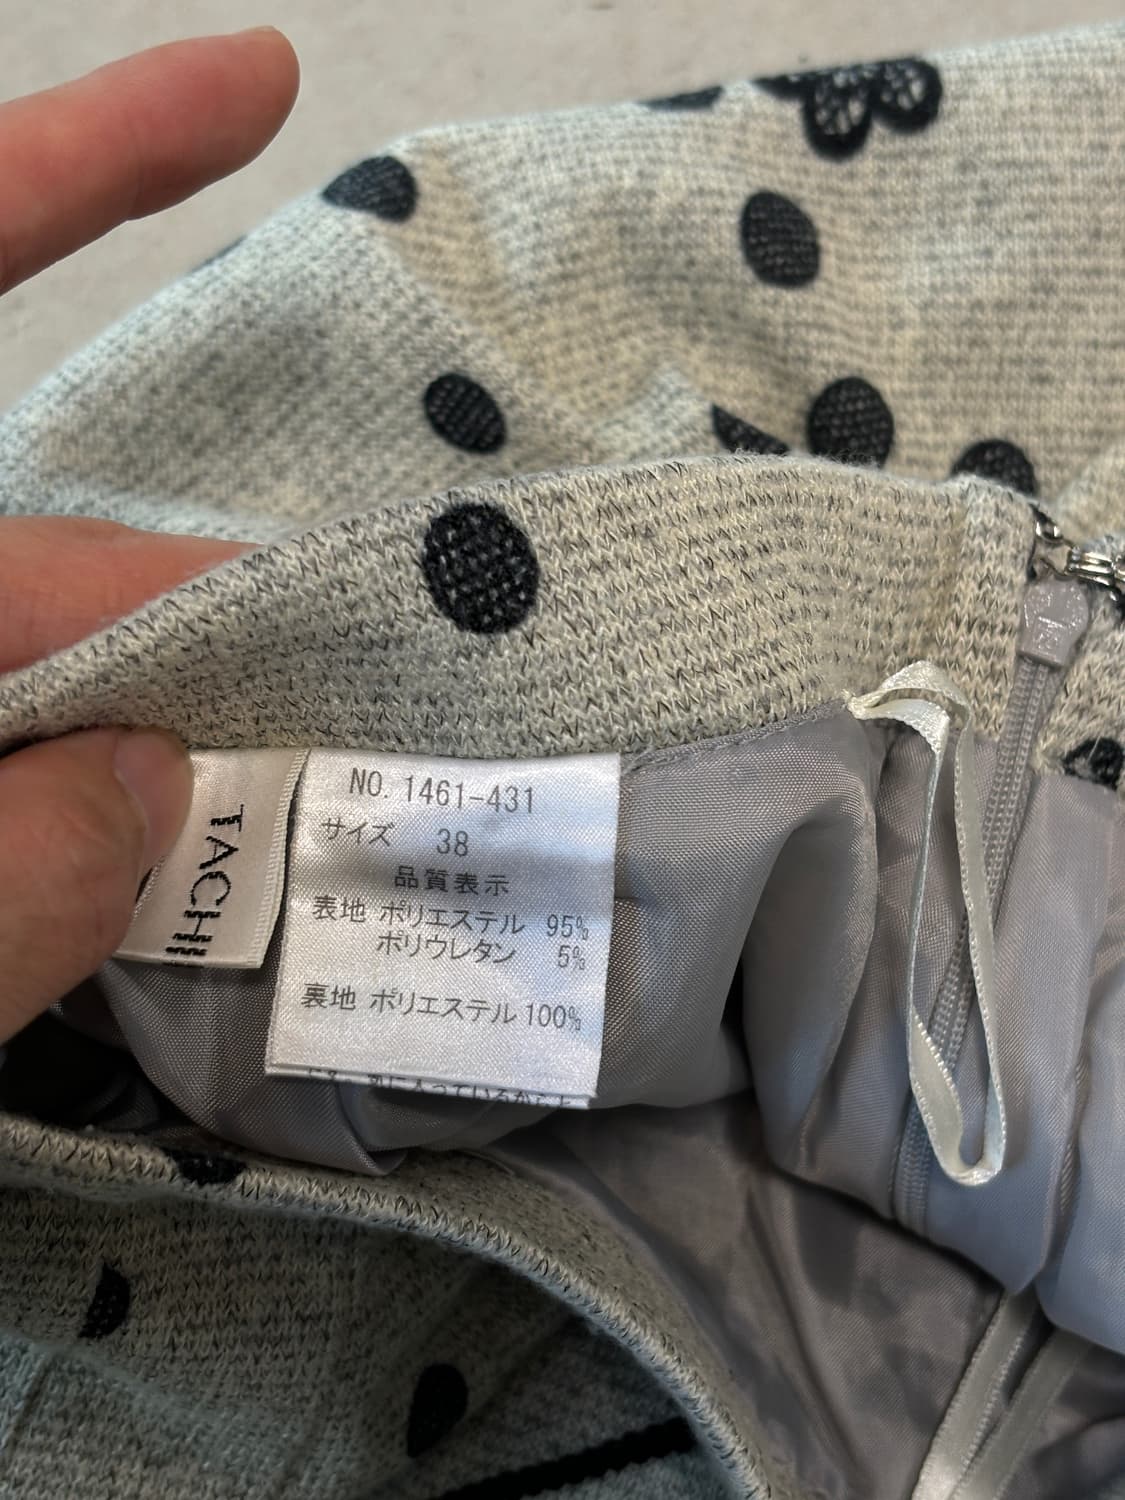 NO. 1461-431
サイズ 38
品質表示
表地 ポリエステル 95%
ポリウレタン 5%
裏地 ポリエステル 100%
TACHI